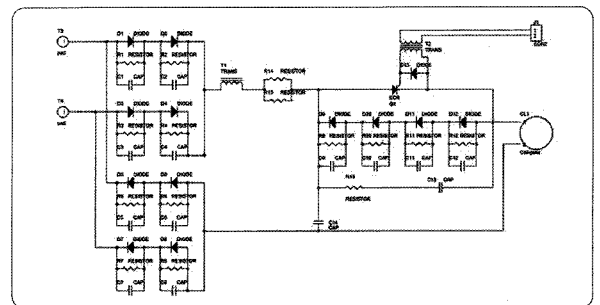 D1 DIODE D2 DIODE
R1 RESISTOR R2 RESISTOR
C1 CAP C2 CAP
T1
TRANS
R14 RESISTOR
R15 RESISTOR
T2
TRANS
D13 DIODE
SCR
D3 DIODE D4 DIODE
R3 RESISTOR R4 RESISTOR
C3 CAP C4 CAP
D9 DIODE D10 DIODE D11 DIODE D12 DIODE
R9 RESISTOR R10 RESISTOR R11 RESISTOR R12 RESISTOR
C9 CAP C10 CAP C11 CAP C12 CAP
CL1
RESISTOR
C13 CAP
D5 DIODE D6 DIODE
R5 RESISTOR R6 RESISTOR
C5 CAP C6 CAP
C14
CAP
D7 DIODE D8 DIODE
R7 RESISTOR R8 RESISTOR
C7 CAP C8 CAP